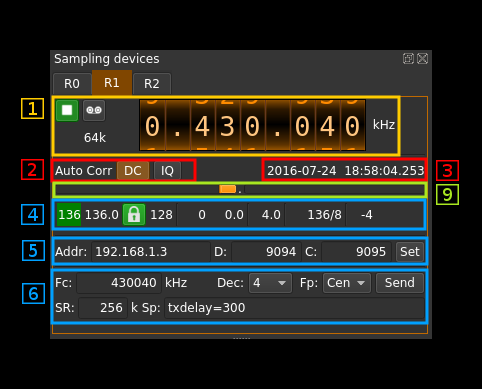 Sampling devices
R0 R1 R2
1
0.430.040 kHz
64k
2 Auto Corr DC IQ 2016-07-24 18:58:04.253 3
9
4 136 136.0 128 0 0.0 4.0 136/8 -4
5 Addr: 192.168.1.3 D: 9094 C: 9095 Set
Fc: 430040 kHz Dec: 4 Fp: Cen Send
6
SR: 256 k Sp: txdelay=300